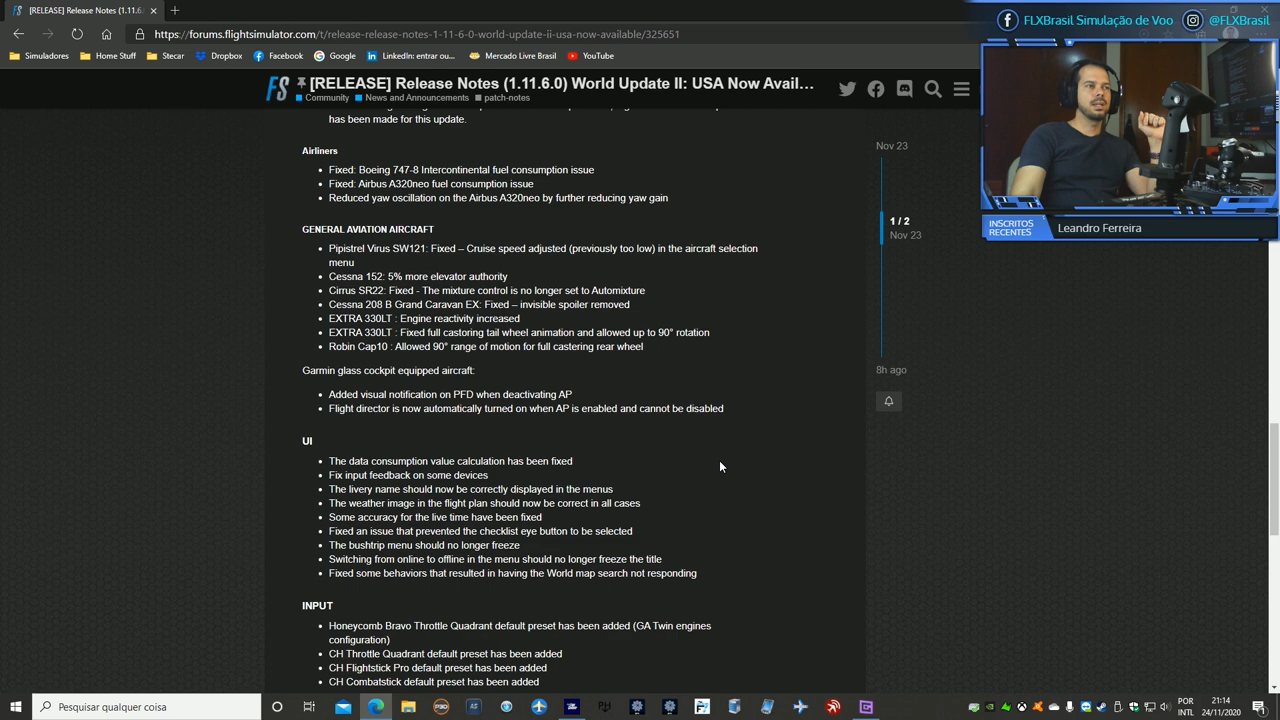 [RELEASE] Release Notes (1.11.6.
https://forums.flightsimulator.com/t/release-release-notes-1-11-6-0-world-update-ii-usa-now-available/325651
FLXBrasil Simulação de Voo
@FLXBrasil
Simuladores
Home Stuff
Stecar
Dropbox
Facebook
Google
LinkedIn: entrar ou...
Mercado Livre Brasil
YouTube
FS
[RELEASE] Release Notes (1.11.6.0) World Update II: USA Now Avail...
Community
News and Announcements
patch-notes
has been made for this update.
Airliners
• Fixed: Boeing 747-8 Intercontinental fuel consumption issue
• Fixed: Airbus A320neo fuel consumption issue
• Reduced yaw oscillation on the Airbus A320neo by further reducing yaw gain
GENERAL AVIATION AIRCRAFT
• Pipistrel Virus SW121: Fixed – Cruise speed adjusted (previously too low) in the aircraft selection
menu
• Cessna 152: 5% more elevator authority
• Cirrus SR22: Fixed - The mixture control is no longer set to Automixture
• Cessna 208 B Grand Caravan EX: Fixed – invisible spoiler removed
• EXTRA 330LT : Engine reactivity increased
• EXTRA 330LT : Fixed full castoring tail wheel animation and allowed up to 90° rotation
• Robin Cap10 : Allowed 90° range of motion for full castering rear wheel
Garmin glass cockpit equipped aircraft:
• Added visual notification on PFD when deactivating AP
• Flight director is now automatically turned on when AP is enabled and cannot be disabled
UI
• The data consumption value calculation has been fixed
• Fix input feedback on some devices
• The livery name should now be correctly displayed in the menus
• The weather image in the flight plan should now be correct in all cases
• Some accuracy for the live time have been fixed
• Fixed an issue that prevented the checklist eye button to be selected
• The bushtrip menu should no longer freeze
• Switching from online to offline in the menu should no longer freeze the title
• Fixed some behaviors that resulted in having the World map search not responding
INPUT
• Honeycomb Bravo Throttle Quadrant default preset has been added (GA Twin engines
configuration)
• CH Throttle Quadrant default preset has been added
• CH Flightstick Pro default preset has been added
• CH Combatstick default preset has been added
Nov 23
1 / 2
Nov 23
8h ago
INSCRITOS
RECENTES
Leandro Ferreira
Pesquisar qualquer coisa
POR
INTL
21:14
24/11/2020